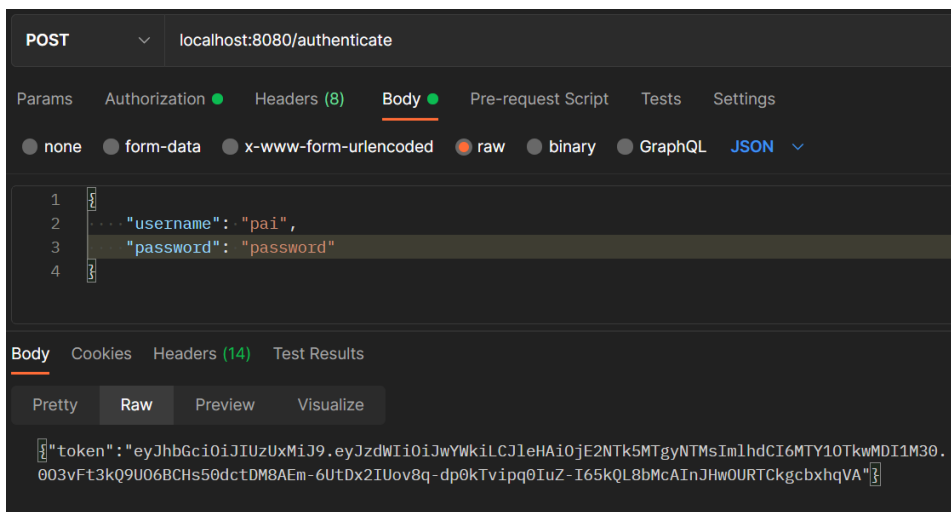 POST localhost:8080/authenticate
Params Authorization Headers (8) Body Pre-request Script Tests Settings
none form-data x-www-form-urlencoded raw binary GraphQL JSON
1 {
2 "username": "pai",
3 "password": "password"
4 }
Body Cookies Headers (14) Test Results
Pretty Raw Preview Visualize
{"token":"eyJhbGciOiJIUzUxMiJ9.eyJzdWIiOiJwYWkiLCJleHAiOjE2NTk5MTgyNTMsImlhdCI6MTY1OTkwMDI1M30.
0O3vFt3kQ9UO6BCHs50dctDM8AEm-6UtDx2IUov8q-dp0kTvipq0IuZ-I65kQL8bMcAInJHwOURTCkgcbxhqVA"}